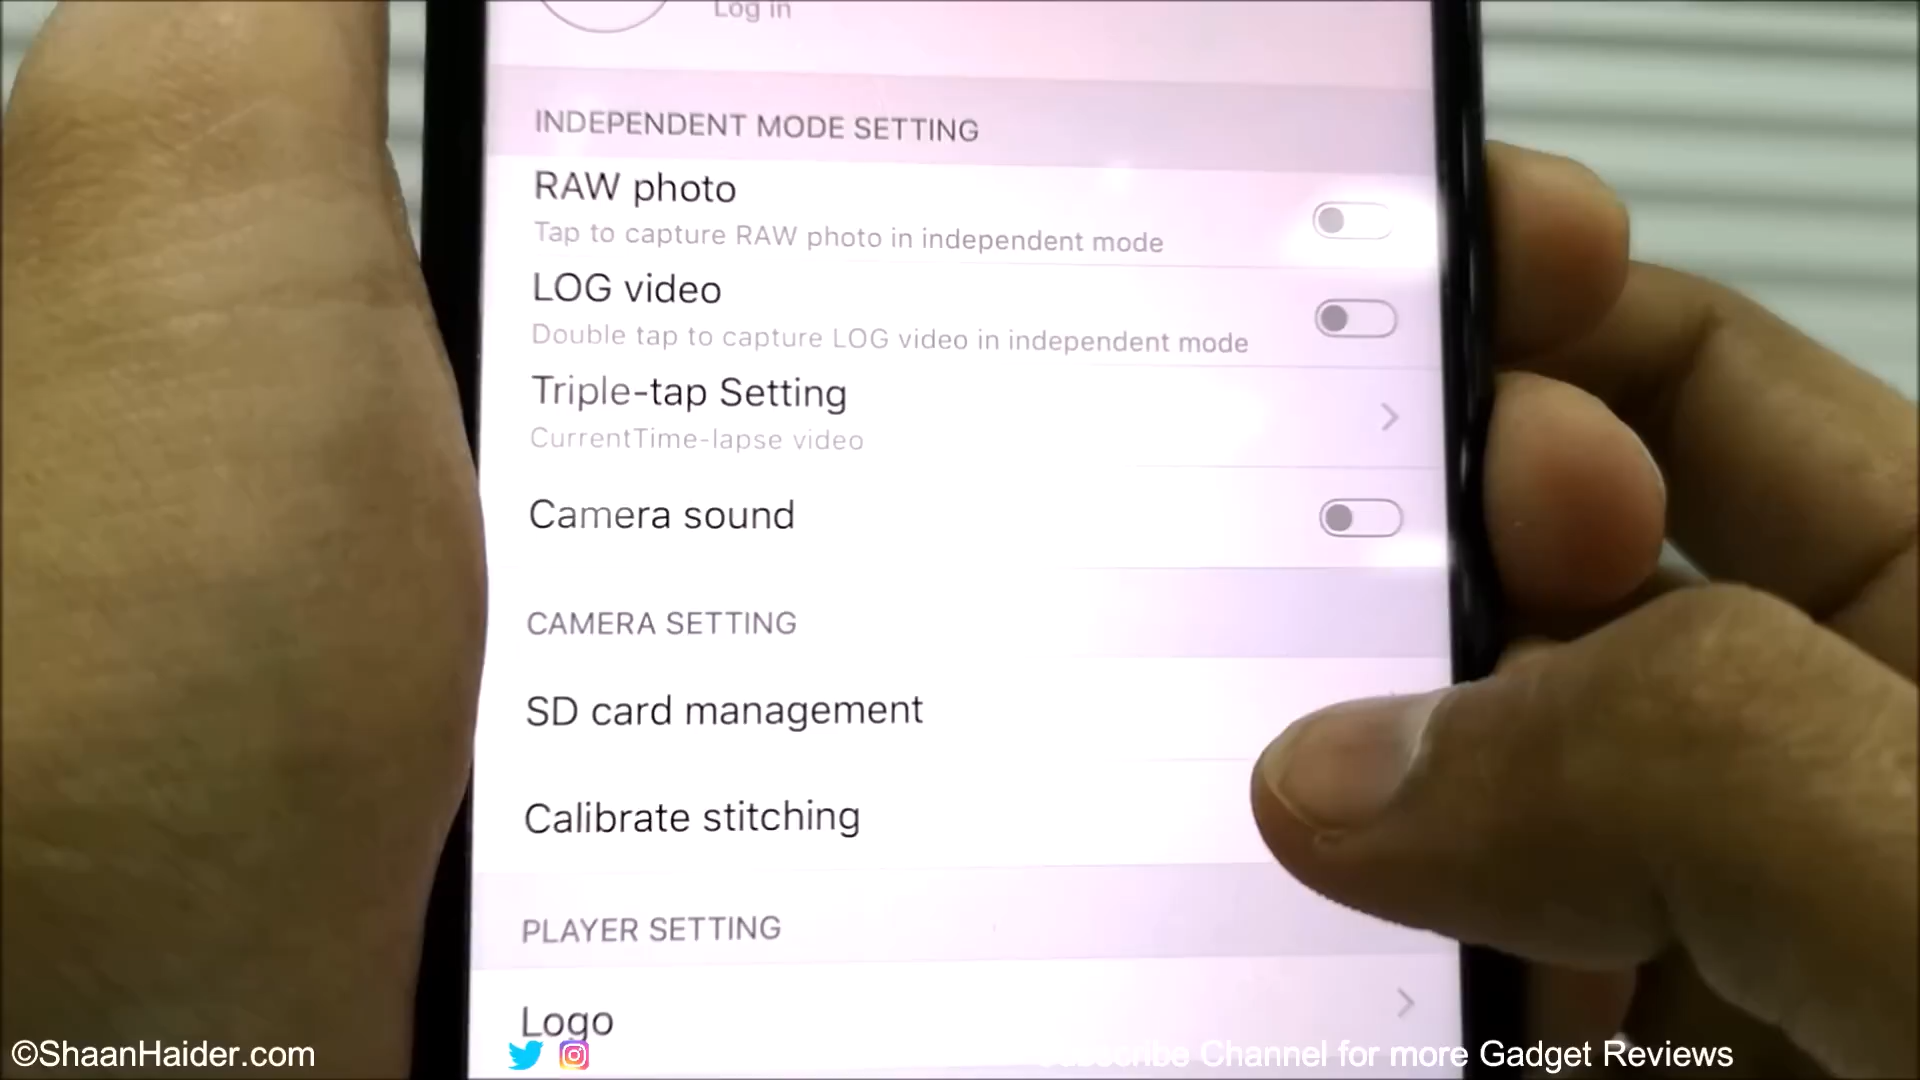 Log in
INDEPENDENT MODE SETTING
RAW photo
Tap to capture RAW photo in independent mode
LOG video
Double tap to capture LOG video in independent mode
Triple-tap Setting
CurrentTime-lapse video
Camera sound
CAMERA SETTING
SD card management
Calibrate stitching
PLAYER SETTING
Logo
©ShaanHaider.com
Channel for more Gadget Reviews